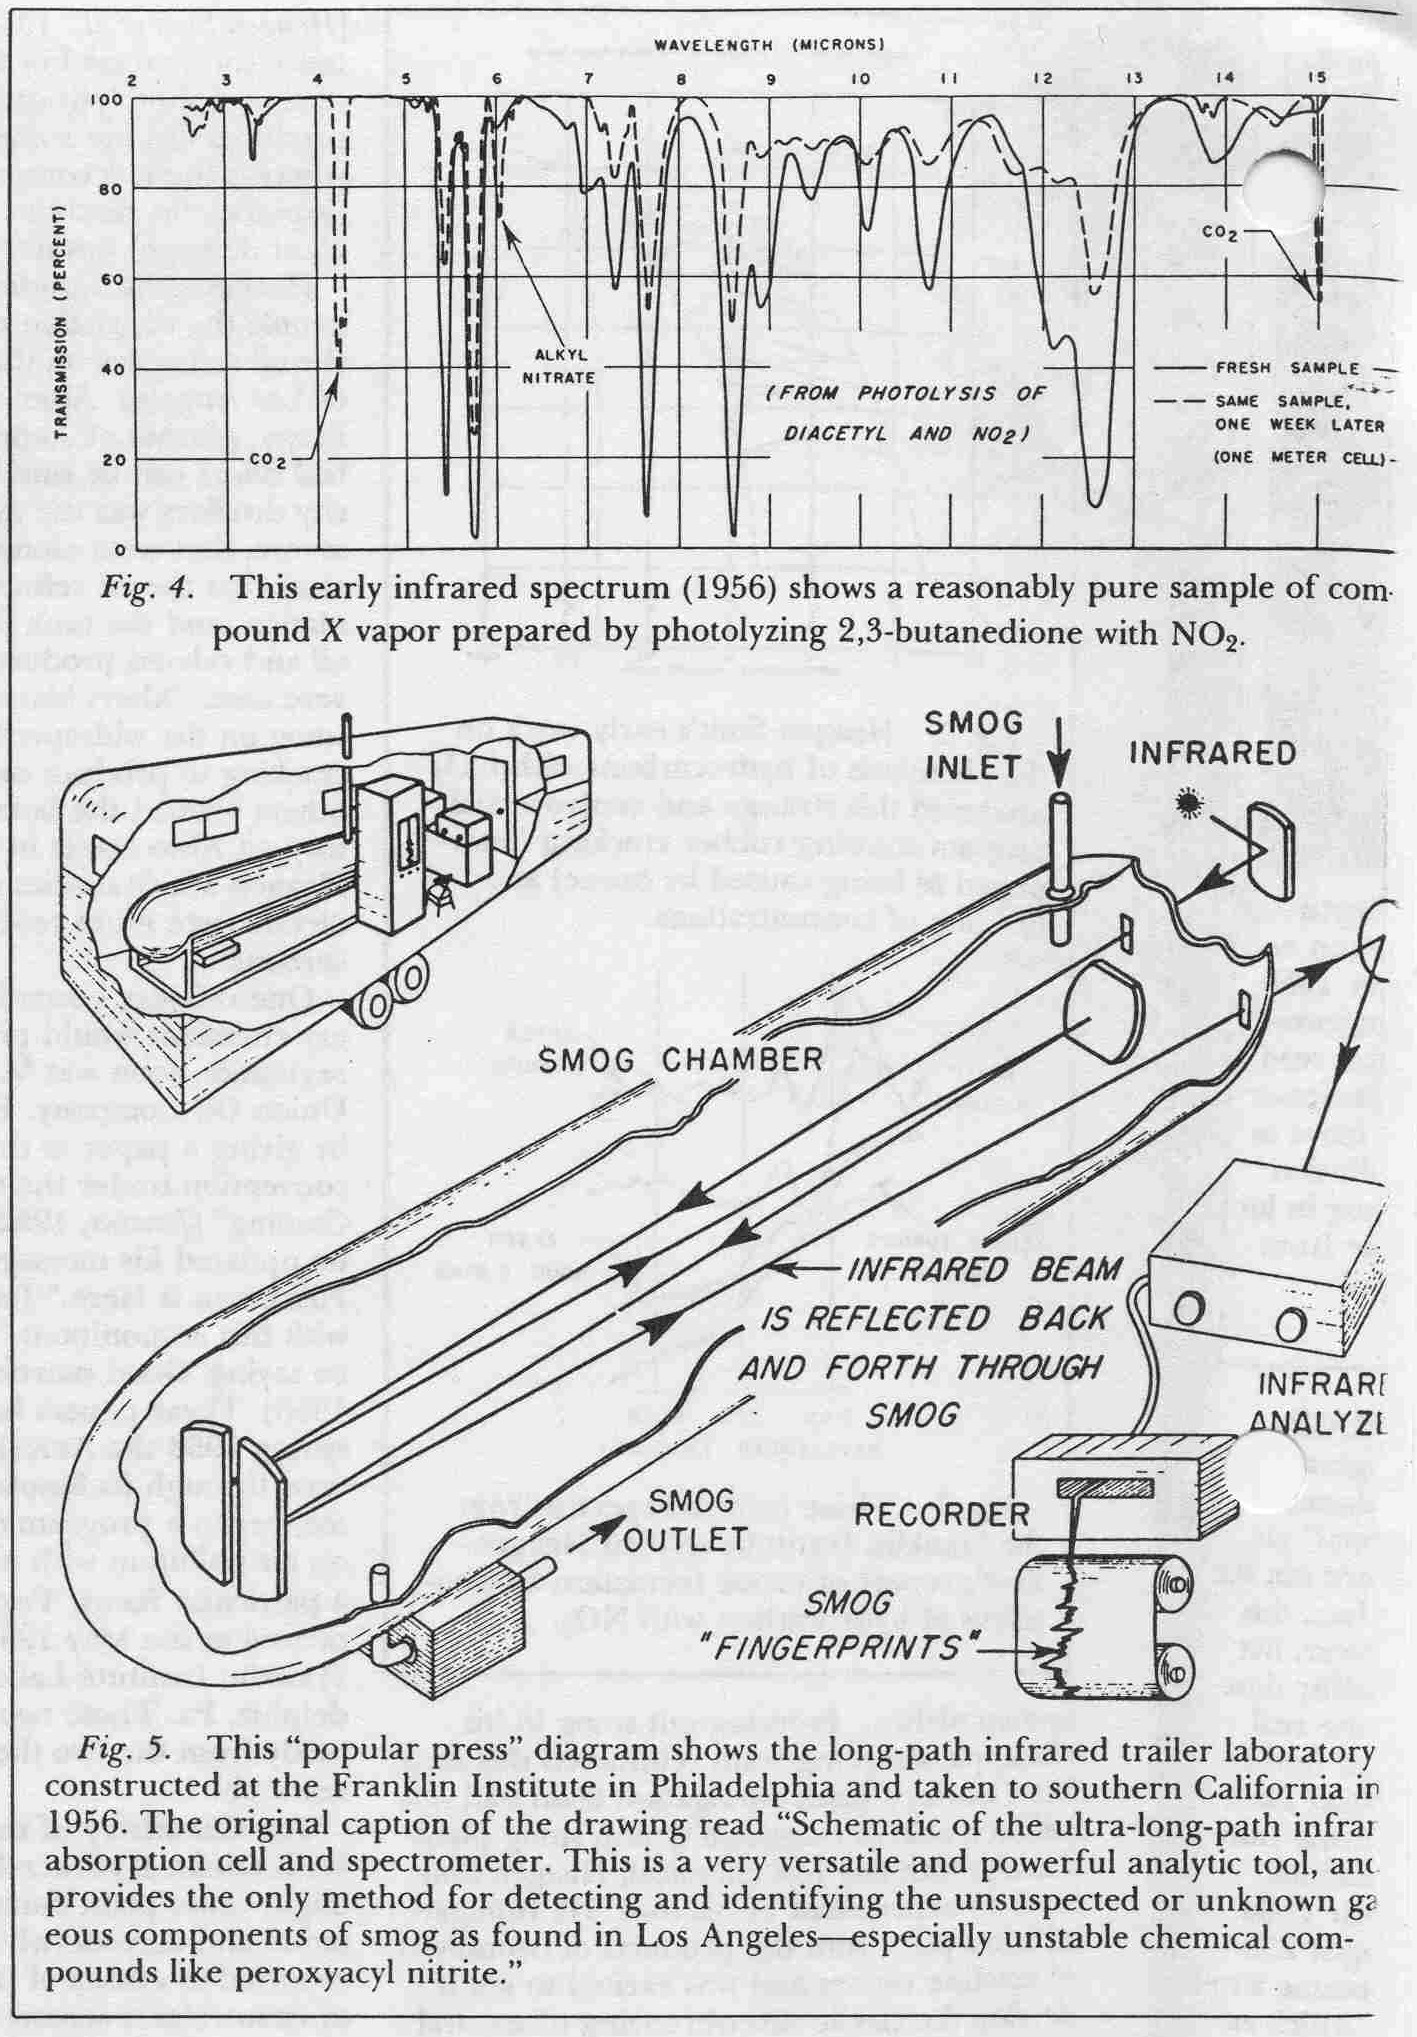 WAVELENGTH (MICRONS)
2 3 4 5 6 7 8 9 10 11 12 13 14 15
TRANSMISSION (PERCENT)
100
80
60
40
20
0
CO2
ALKYL
NITRATE
(FROM PHOTOLYSIS OF
DIACETYL AND NO2)
CO2
FRESH SAMPLE
SAME SAMPLE,
ONE WEEK LATER
(ONE METER CELL)
Fig. 4. This early infrared spectrum (1956) shows a reasonably pure sample of com-
pound X vapor prepared by photolyzing 2,3-butanedione with NO2.
SMOG
INLET
INFRARED
SMOG CHAMBER
INFRARED BEAM
IS REFLECTED BACK
AND FORTH THROUGH
SMOG
INFRARE
ANALYZE
SMOG
OUTLET
RECORDER
SMOG
"FINGERPRINTS"
Fig. 5. This “popular press” diagram shows the long-path infrared trailer laboratory
constructed at the Franklin Institute in Philadelphia and taken to southern California in
1956. The original caption of the drawing read “Schematic of the ultra-long-path infrar
absorption cell and spectrometer. This is a very versatile and powerful analytic tool, and
provides the only method for detecting and identifying the unsuspected or unknown ga
eous components of smog as found in Los Angeles—especially unstable chemical com-
pounds like peroxyacyl nitrite.”